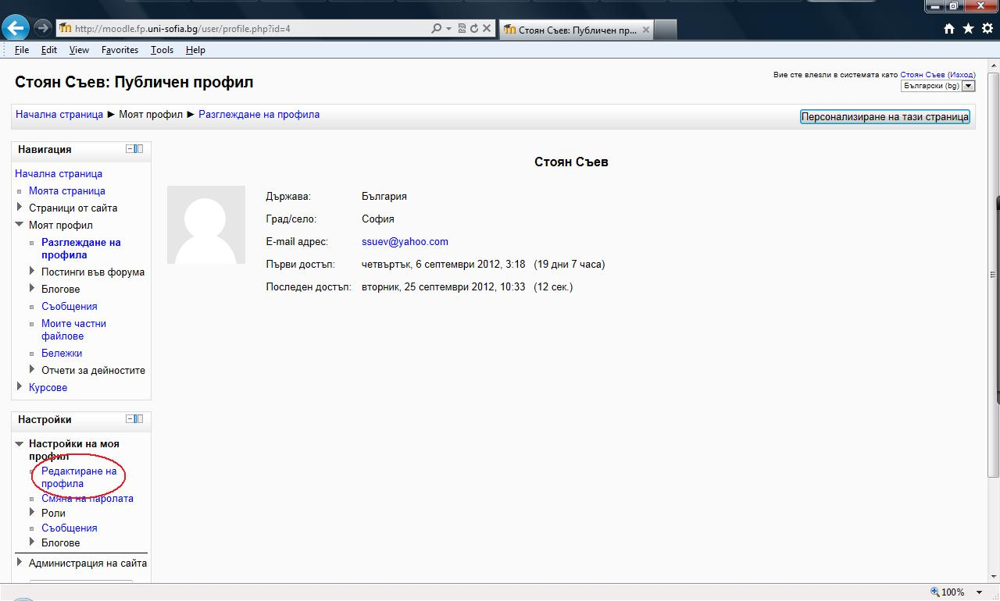 http://moodle.fp.uni-sofia.bg/user/profile.php?id=4
Стоян Съев: Публичен пр...
File Edit View Favorites Tools Help
Стоян Съев: Публичен профил
Вие сте влезли в системата като Стоян Съев (Изход)
Български (bg)
Начална страница ► Моят профил ► Разглеждане на профила
Персонализиране на тази страница
Навигация
Начална страница
Моята страница
Страници от сайта
Моят профил
Разглеждане на
профила
Постинги във форума
Блогове
Съобщения
Моите частни
файлове
Бележки
Отчети за дейностите
Курсове
Настройки
Настройки на моя
профил
Редактиране на
профила
Смяна на паролата
Роли
Съобщения
Блогове
Администрация на сайта
Стоян Съев
Държава: България
Град/село: София
E-mail адрес: ssuev@yahoo.com
Първи достъп: четвъртък, 6 септември 2012, 3:18 (19 дни 7 часа)
Последен достъп: вторник, 25 септември 2012, 10:33 (12 сек.)
100%